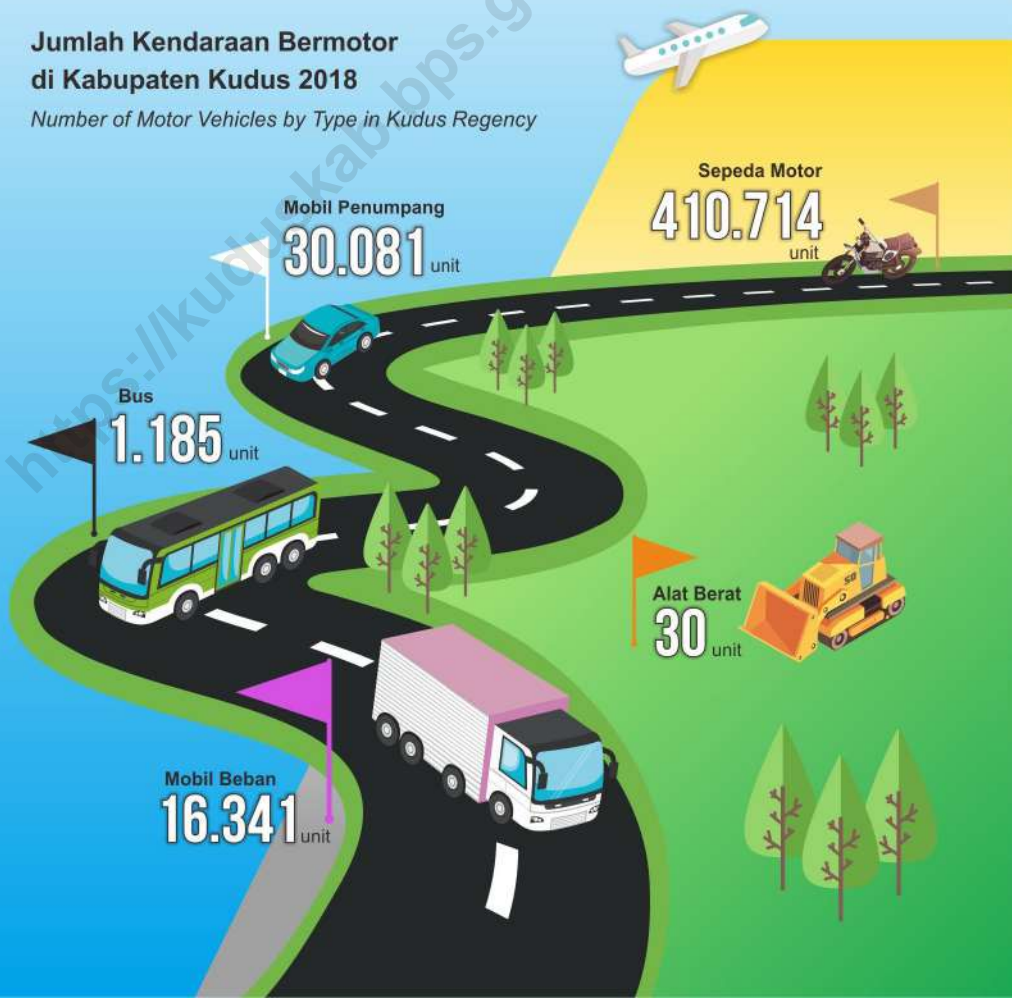 Jumlah Kendaraan Bermotor
di Kabupaten Kudus 2018
Number of Motor Vehicles by Type in Kudus Regency
Sepeda Motor
410.714
unit
Mobil Penumpang
30.081 unit
Bus
1.185 unit
Alat Berat
30 unit
Mobil Beban
16.341 unit
SB
https://kuduskab.bps.g